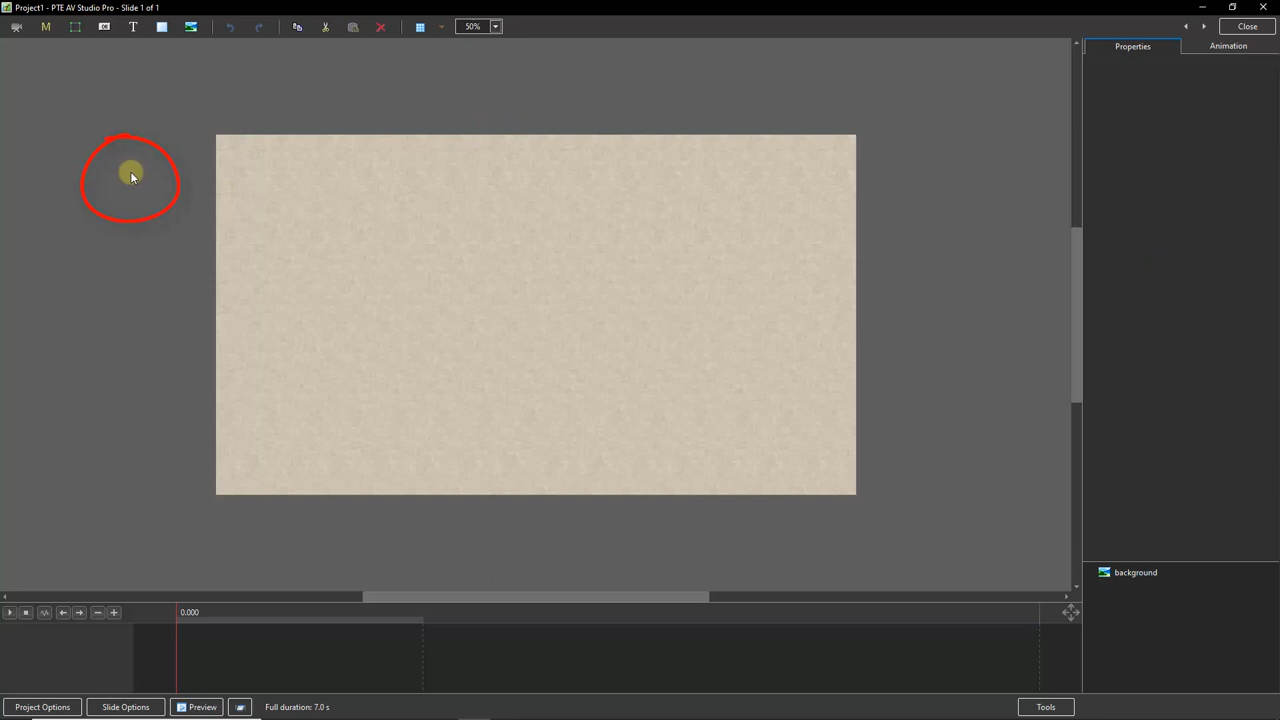 Project1 - PTE AV Studio Pro - Slide 1 of 1
M OK T 50% Close
Properties Animation
background
0.000
Project Options Slide Options Preview Full duration: 7.0 s Tools